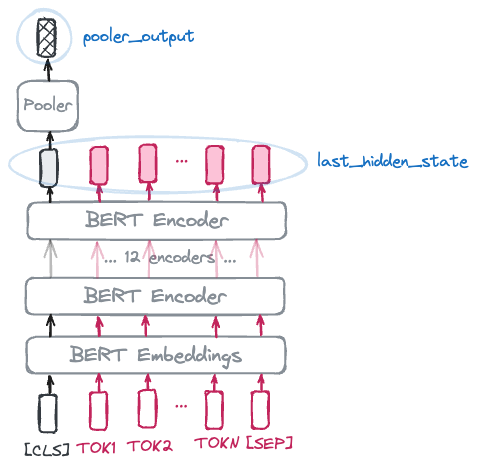 pooler_output
Pooler
...
last_hidden_state
BERT Encoder
... 12 encoders ...
BERT Encoder
BERT Embeddings
...
[CLS] TOK1 TOK2 TOKN [SEP]